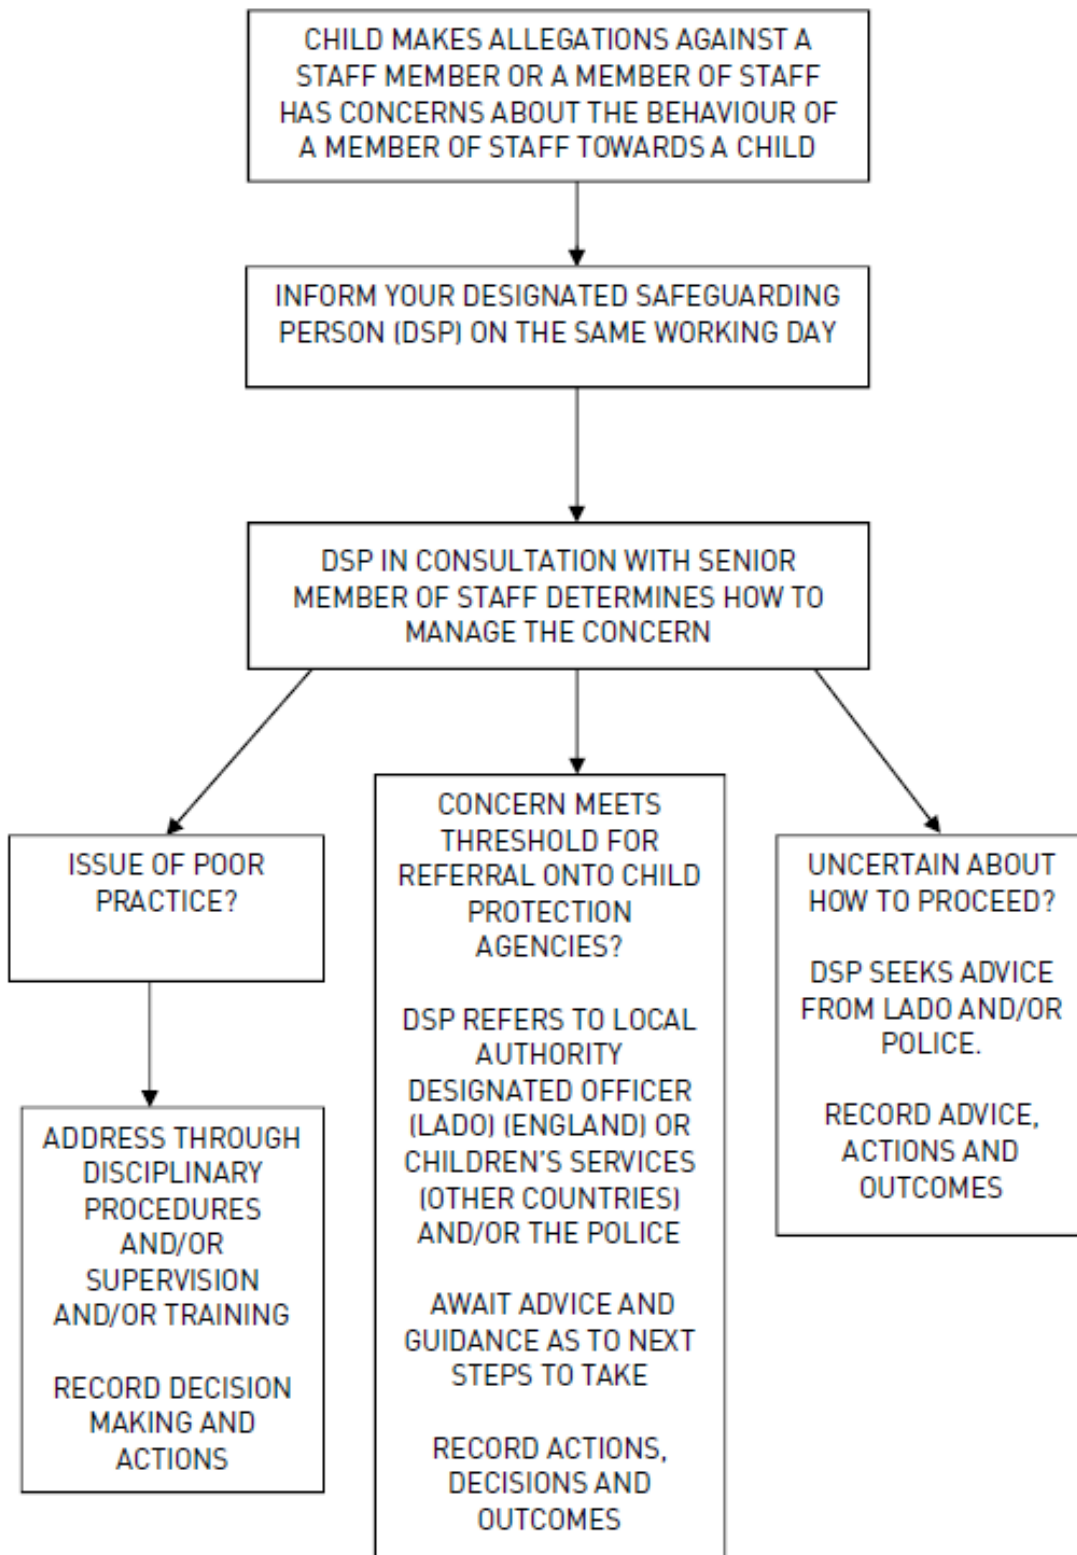 CHILD MAKES ALLEGATIONS AGAINST A
STAFF MEMBER OR A MEMBER OF STAFF
HAS CONCERNS ABOUT THE BEHAVIOUR OF
A MEMBER OF STAFF TOWARDS A CHILD
INFORM YOUR DESIGNATED SAFEGUARDING
PERSON (DSP) ON THE SAME WORKING DAY
DSP IN CONSULTATION WITH SENIOR
MEMBER OF STAFF DETERMINES HOW TO
MANAGE THE CONCERN
ISSUE OF POOR
PRACTICE?
ADDRESS THROUGH
DISCIPLINARY
PROCEDURES
AND/OR
SUPERVISION
AND/OR TRAINING
RECORD DECISION
MAKING AND
ACTIONS
CONCERN MEETS
THRESHOLD FOR
REFERRAL ONTO CHILD
PROTECTION
AGENCIES?
DSP REFERS TO LOCAL
AUTHORITY
DESIGNATED OFFICER
(LADO) (ENGLAND) OR
CHILDREN'S SERVICES
(OTHER COUNTRIES)
AND/OR THE POLICE
AWAIT ADVICE AND
GUIDANCE AS TO NEXT
STEPS TO TAKE
RECORD ACTIONS,
DECISIONS AND
OUTCOMES
UNCERTAIN ABOUT
HOW TO PROCEED?
DSP SEEKS ADVICE
FROM LADO AND/OR
POLICE.
RECORD ADVICE,
ACTIONS AND
OUTCOMES